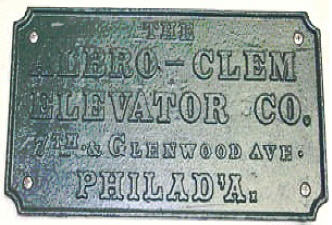 THE
ALBRO-CLEM
ELEVATOR CO.
7TH. & GLENWOOD AVE.
PHILAD'A.